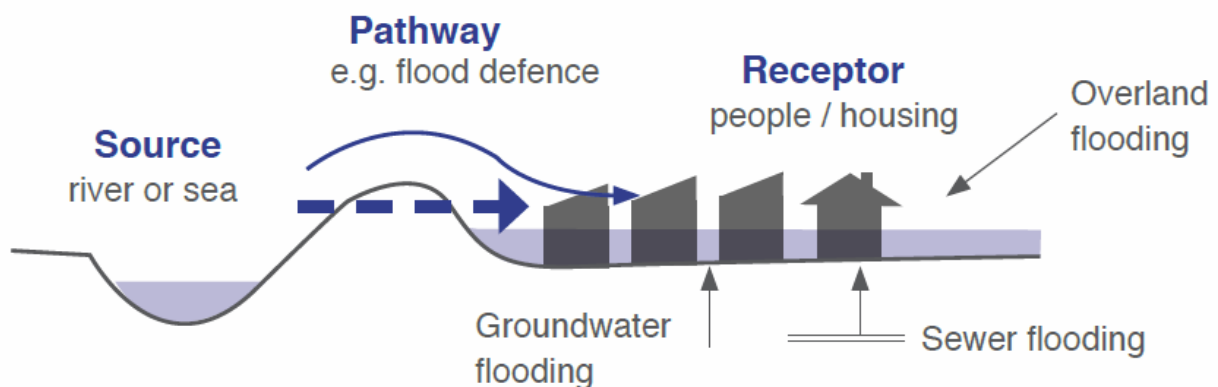 Pathway
e.g. flood defence
Receptor
people / housing
Overland
flooding
Source
river or sea
Groundwater
flooding
Sewer flooding